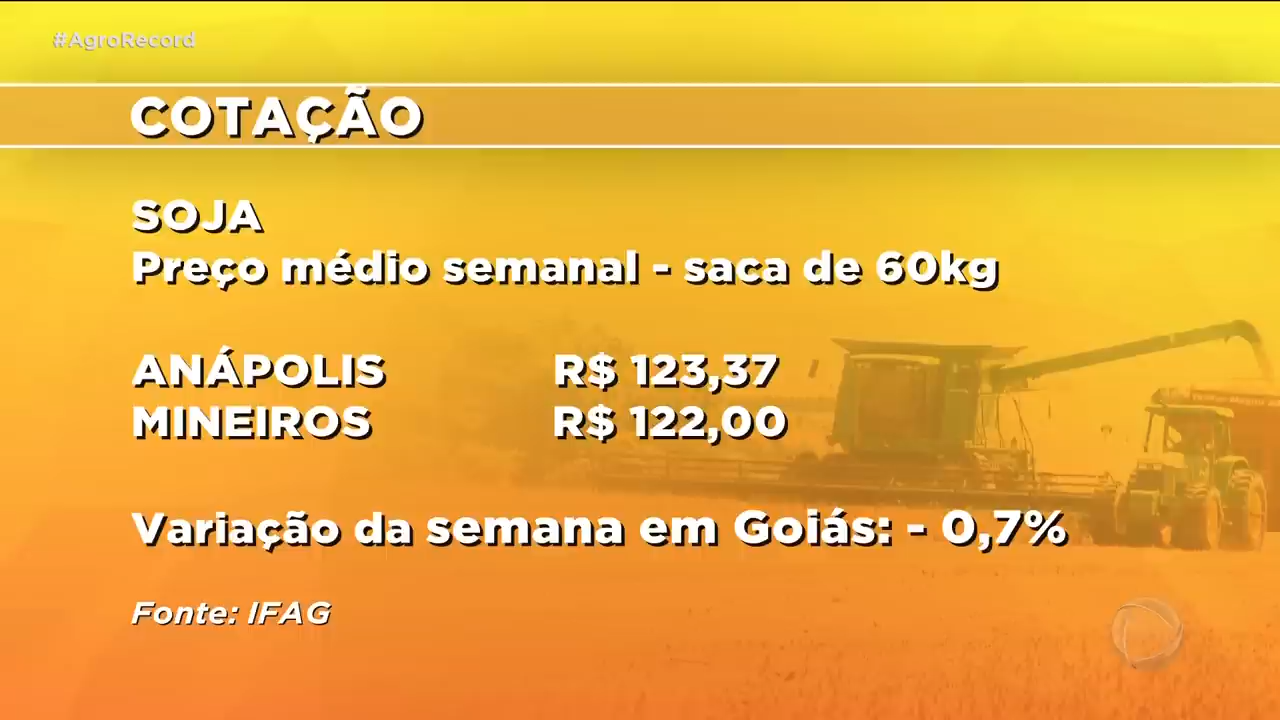 #AgroRecord
COTAÇÃO
SOJA
Preço médio semanal - saca de 60kg
ANÁPOLIS R$ 123,37
MINEIROS R$ 122,00
Variação da semana em Goiás: - 0,7%
Fonte: IFAG